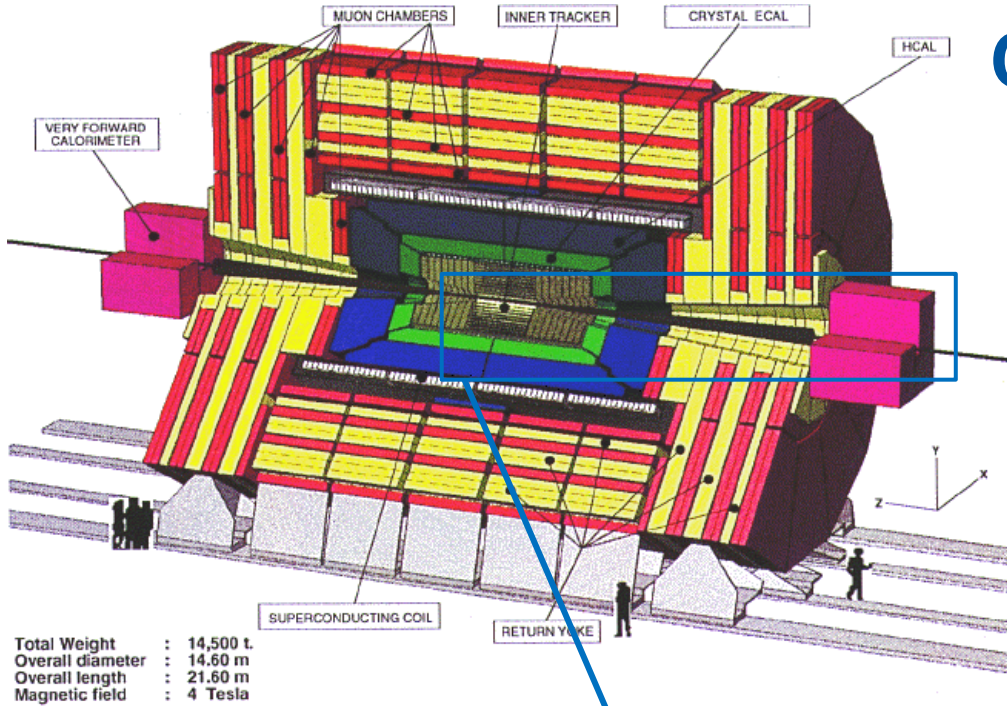 MUON CHAMBERS
INNER TRACKER
CRYSTAL ECAL
HCAL
VERY FORWARD
CALORIMETER
Y
X
Z
SUPERCONDUCTING COIL
RETURN YOKE
Total Weight : 14,500 t.
Overall diameter : 14.60 m
Overall length : 21.60 m
Magnetic field : 4 Tesla